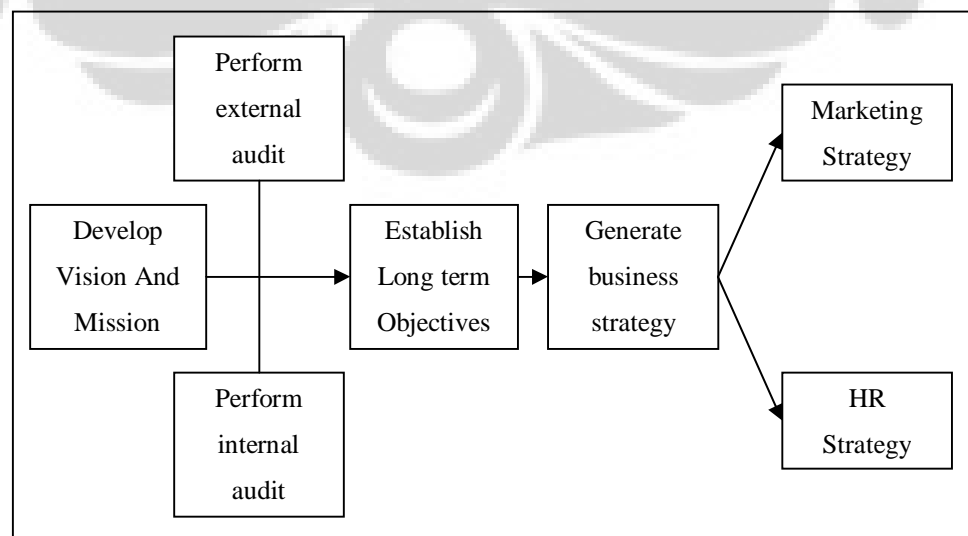 Perform
external
audit
Marketing
Strategy
Develop
Vision And
Mission
Establish
Long term
Objectives
Generate
business
strategy
Perform
internal
audit
HR
Strategy